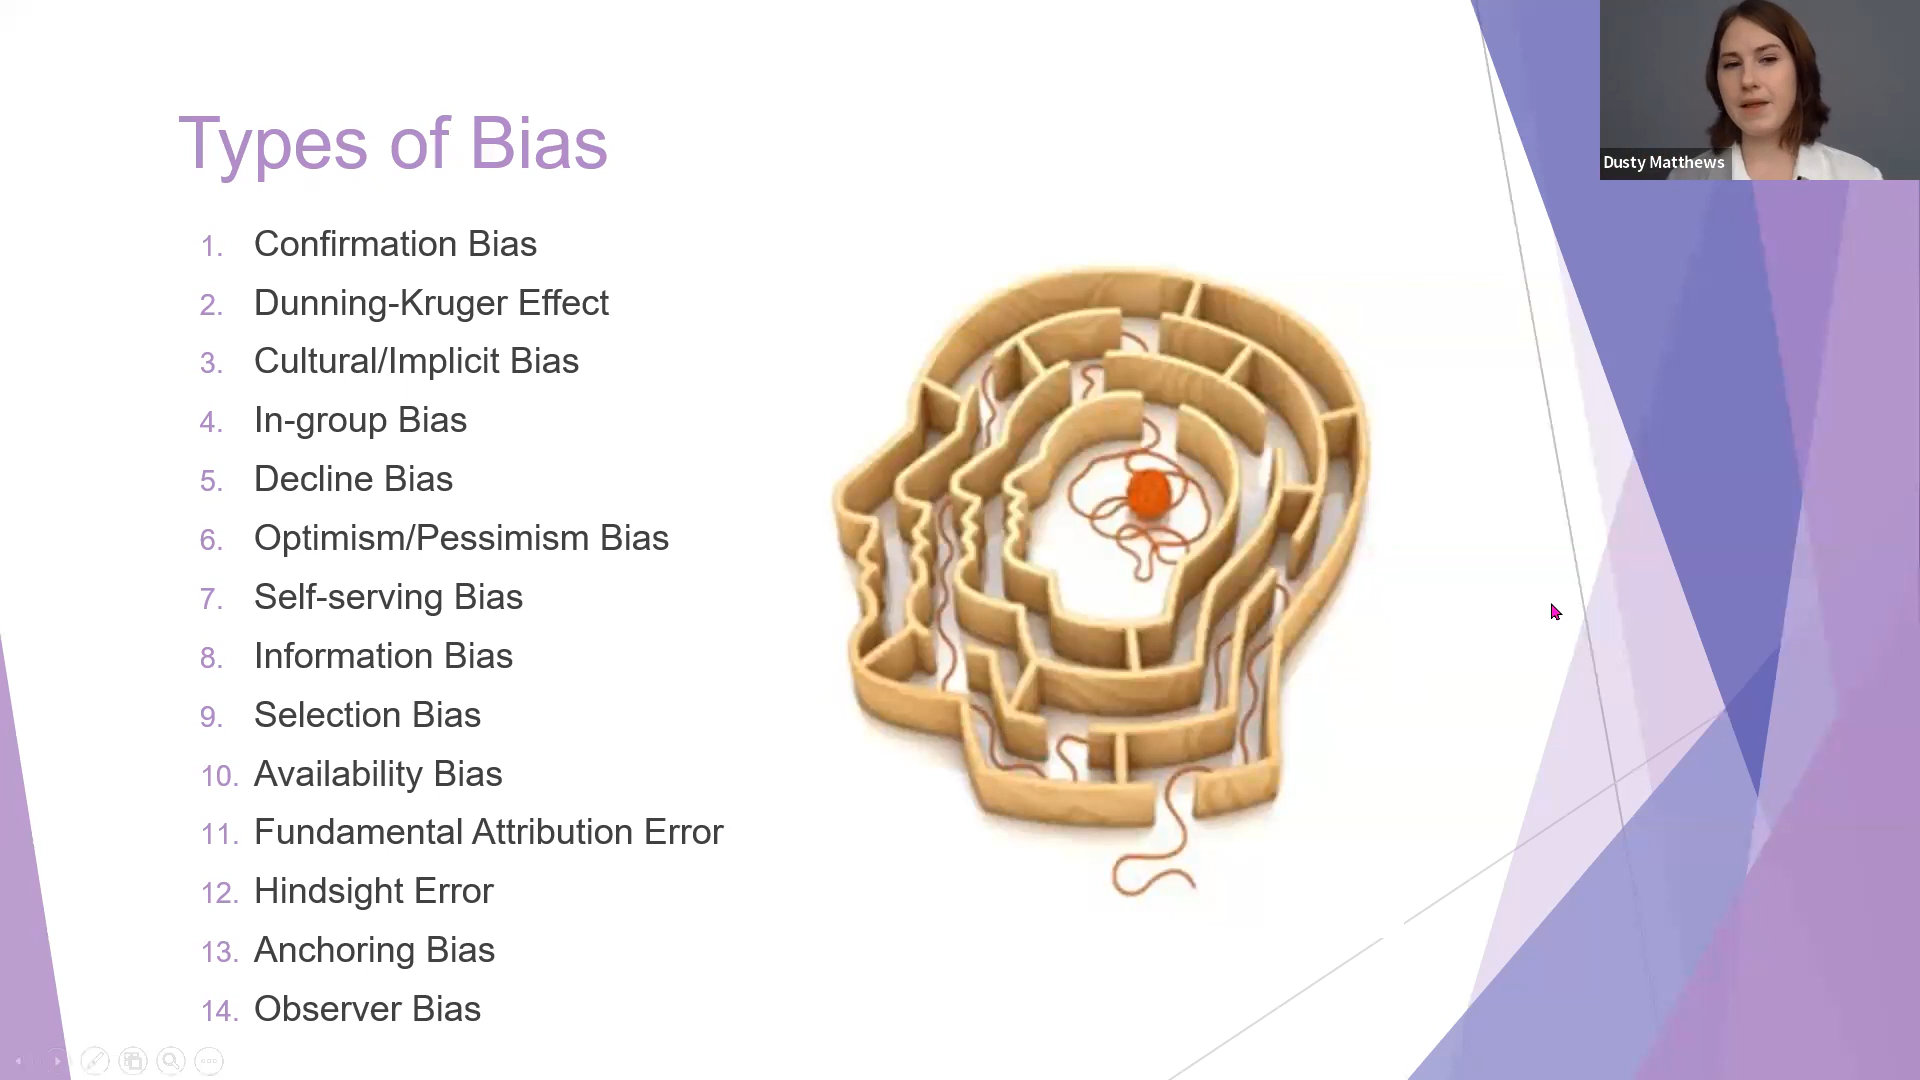 Types of Bias
1. Confirmation Bias
2. Dunning-Kruger Effect
3. Cultural/Implicit Bias
4. In-group Bias
5. Decline Bias
6. Optimism/Pessimism Bias
7. Self-serving Bias
8. Information Bias
9. Selection Bias
10. Availability Bias
11. Fundamental Attribution Error
12. Hindsight Error
13. Anchoring Bias
14. Observer Bias
Dusty Matthews